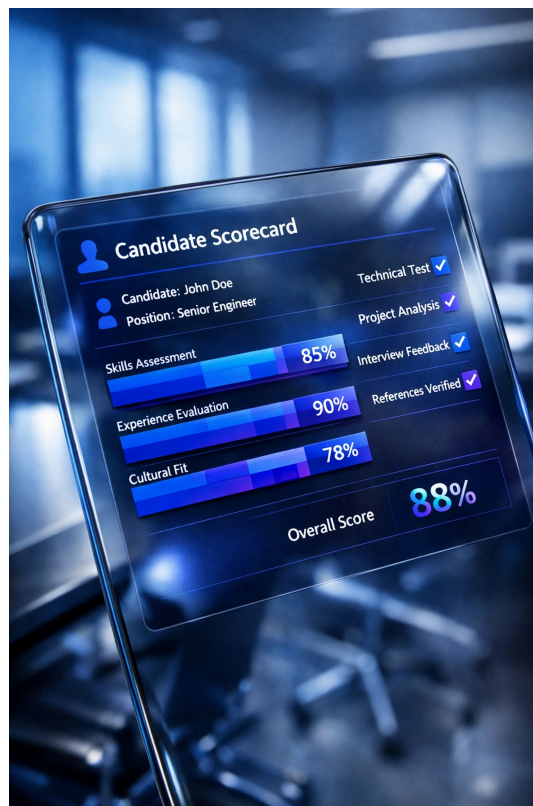 Candidate Scorecard
Candidate: John Doe
Position: Senior Engineer
Skills Assessment
85%
Experience Evaluation
90%
Cultural Fit
78%
Technical Test
Project Analysis
Interview Feedback
References Verified
Overall Score
88%